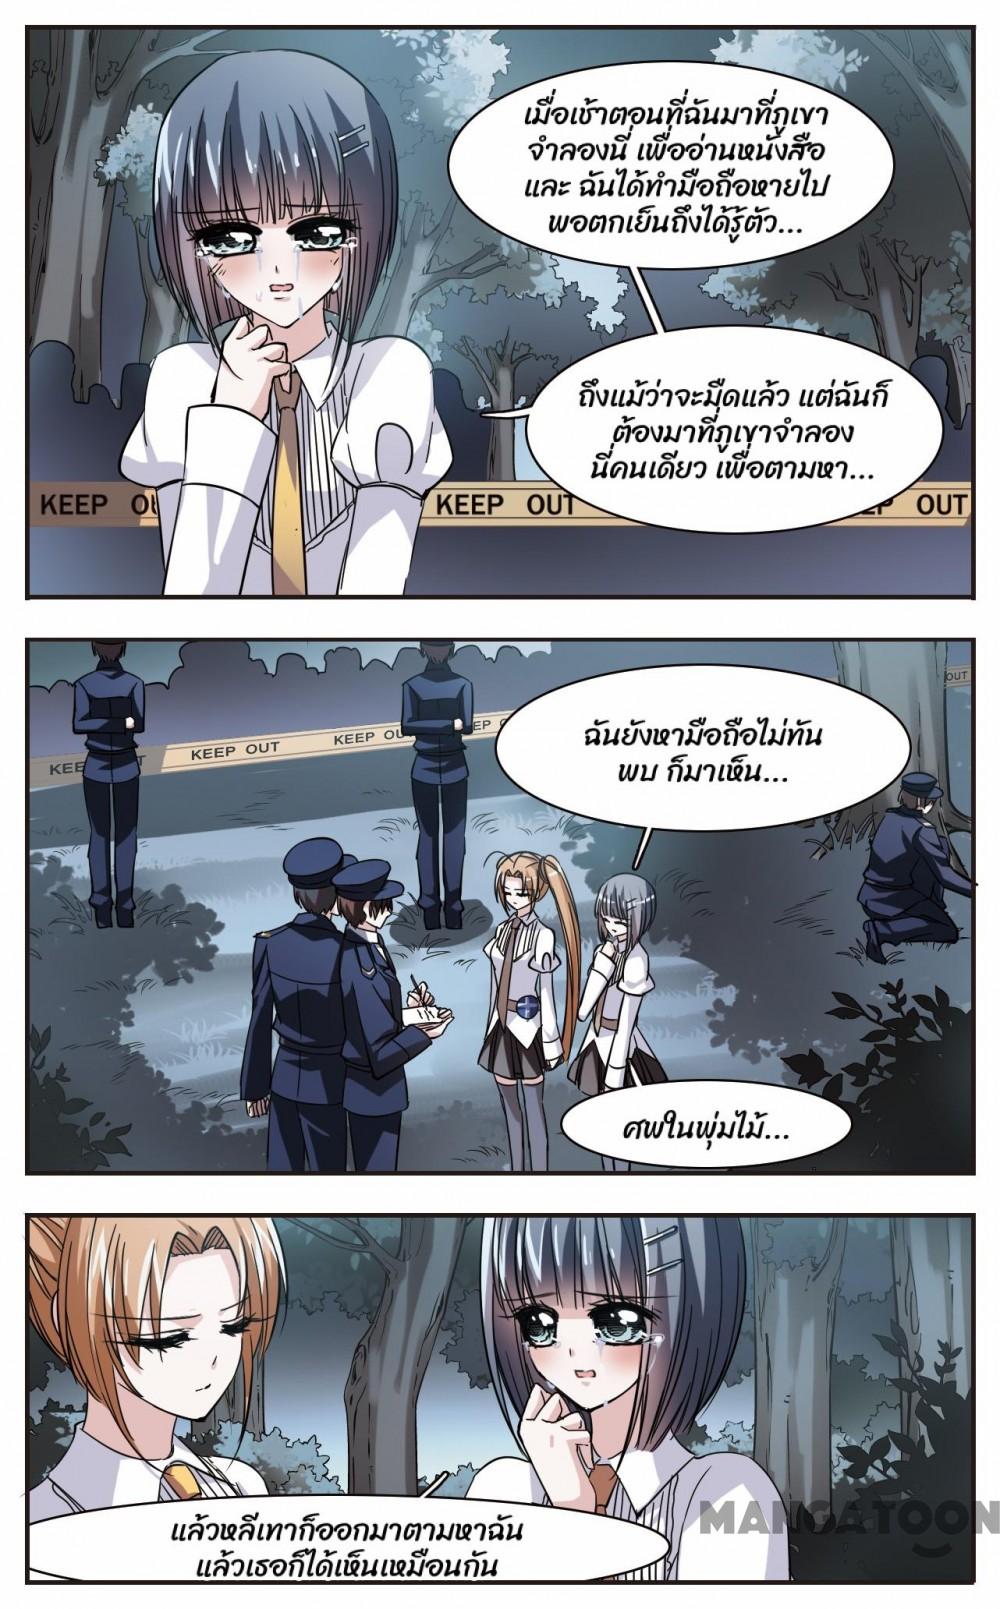 เมื่อเช้าตอนที่ฉันมาที่ภูเขา
จำลองนี่ เพื่ออ่านหนังสือ
และ ฉันได้ทำมือถือหายไป
พอตกเย็นถึงได้รู้ตัว...
ถึงแม้ว่าจะมืดแล้ว แต่ฉันก็
ต้องมาที่ภูเขาจำลอง
นี่คนเดียว เพื่อตามหา...
KEEP OU
KEEP OUT
EP OUT
OUT
ฉันยังหามือถือไม่ทัน
พบ ก็มาเห็น...
KEE
KEEP OUT
KEEP OU
EP OUT
ศพในพุ่มไม้...
แล้วหลีเทาก็ออกมาตามหาฉัน
แล้วเธอก็ได้เห็นเหมือนกัน
MANGATOON